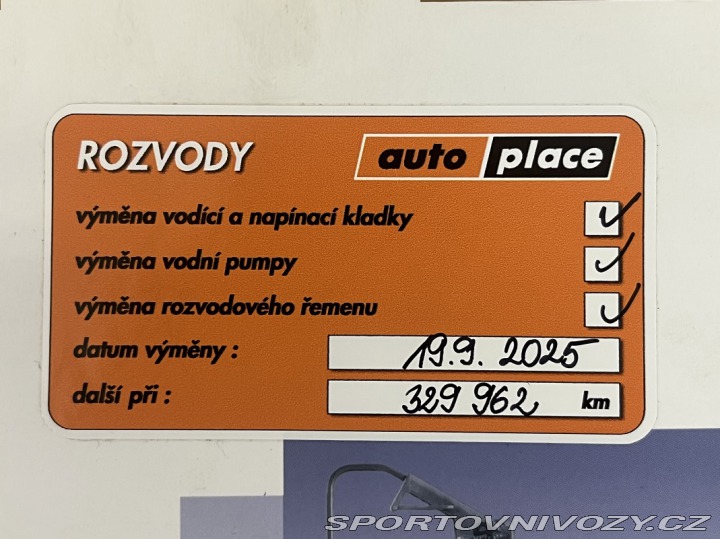 ROZVODY
auto place
výměna vodící a napínací kladky
výměna vodní pumpy
výměna rozvodového řemenu
datum výměny : 19.9. 2025
další při : 329 962 km
SPORTOVNIVOZY.CZ